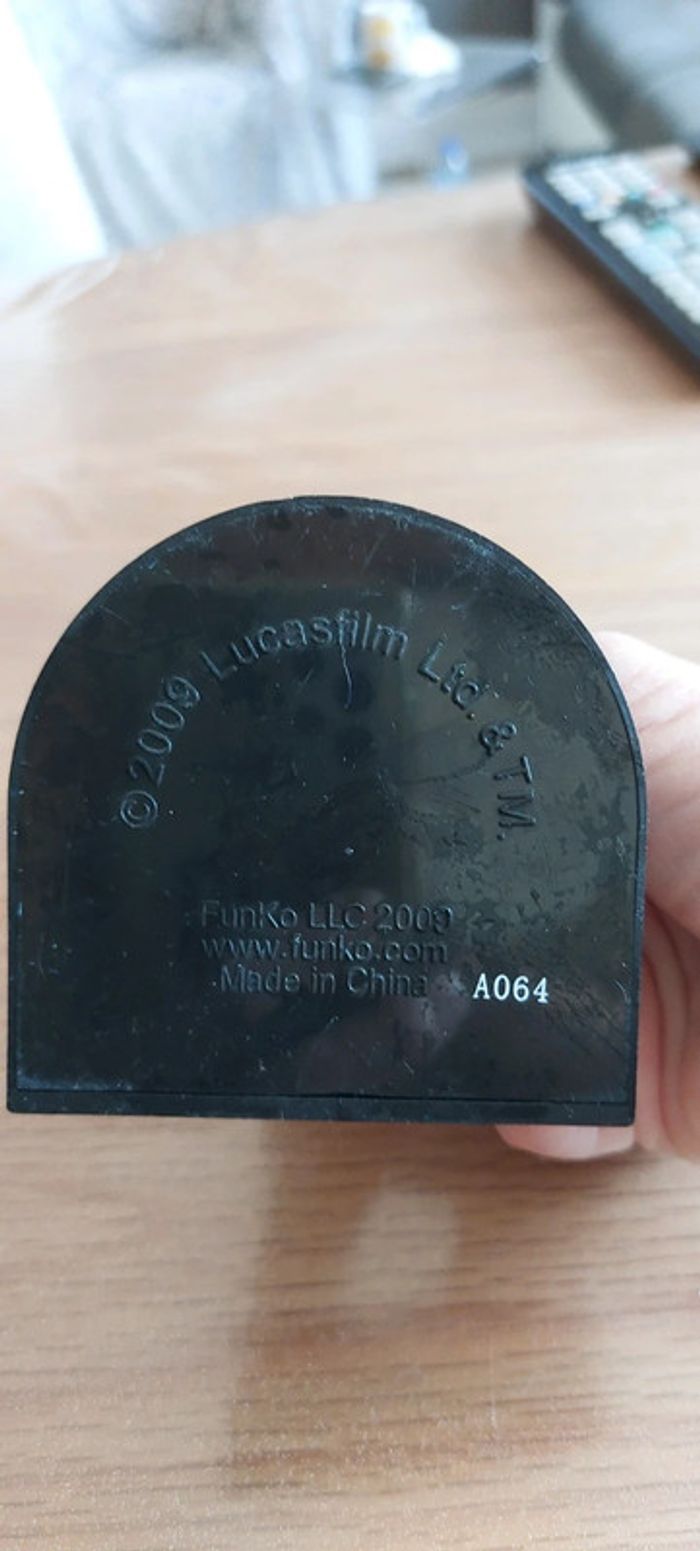 ©2009 Lucasfilm Ltd. & TM.
FunKo LLC 2009
www.funko.com
Made in China A064